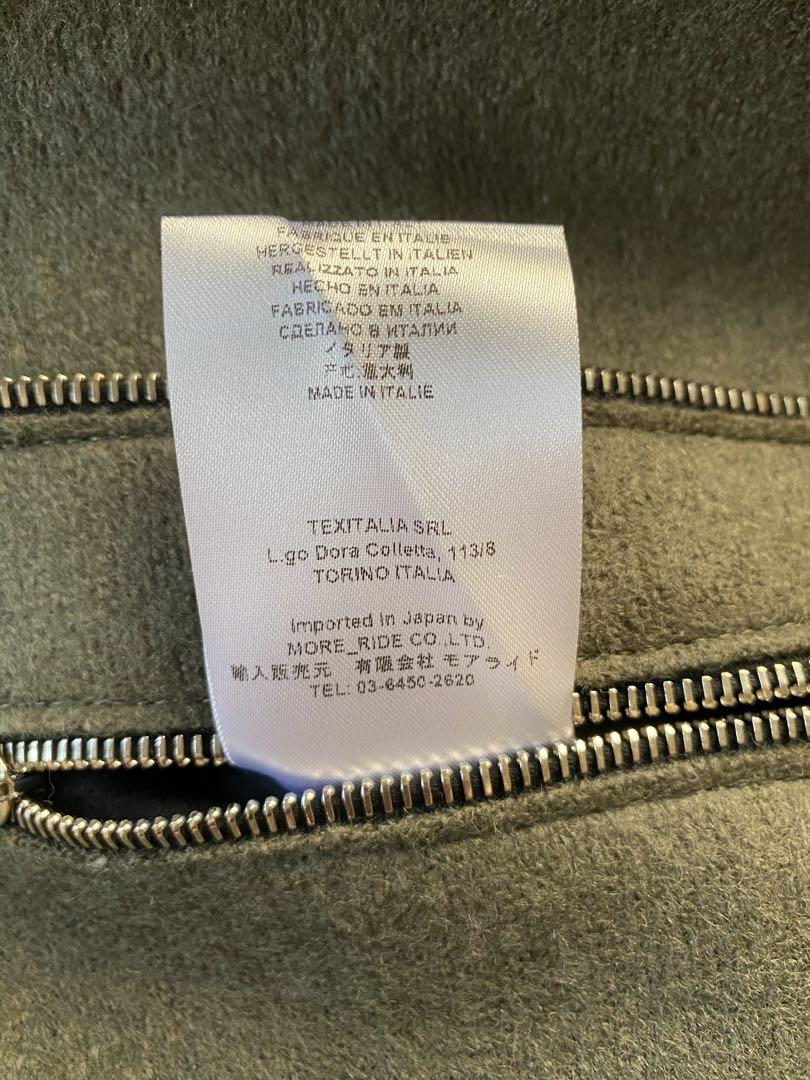 FABRIQUE EN ITALIE
HERGESTELLT IN ITALIEN
REALIZZATO IN ITALIA
HECHO EN ITALIA
FABRICADO EM ITALIA
СДЕЛАНО В ИТАЛИИ
イタリア製
产地:意大利
MADE IN ITALIE
TEXITALIA SRL
L.go Dora Colletta, 113/8
TORINO ITALIA
Imported in Japan by
MORE_RIDE CO.,LTD.
輸入販売元 有限会社 モアライド
TEL: 03-6450-2620